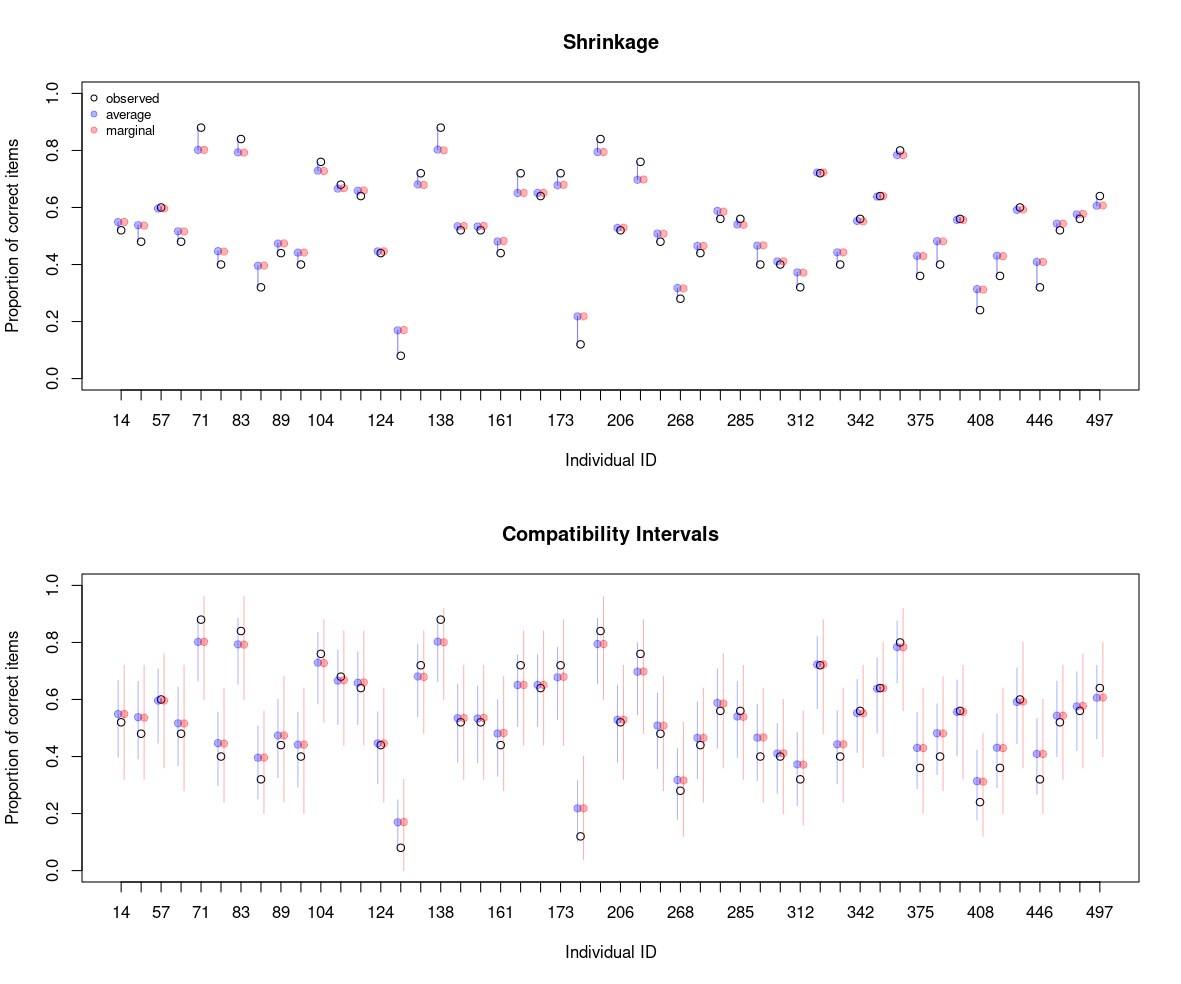 Shrinkage
Proportion of correct items
1.0
0.8
0.6
0.4
0.2
0.0
observed
average
marginal
14 57 71 83 89 104 124 138 161 173 206 268 285 312 342 375 408 446 497
Individual ID
Compatibility Intervals
Proportion of correct items
1.0
0.8
0.6
0.4
0.2
0.0
14 57 71 83 89 104 124 138 161 173 206 268 285 312 342 375 408 446 497
Individual ID